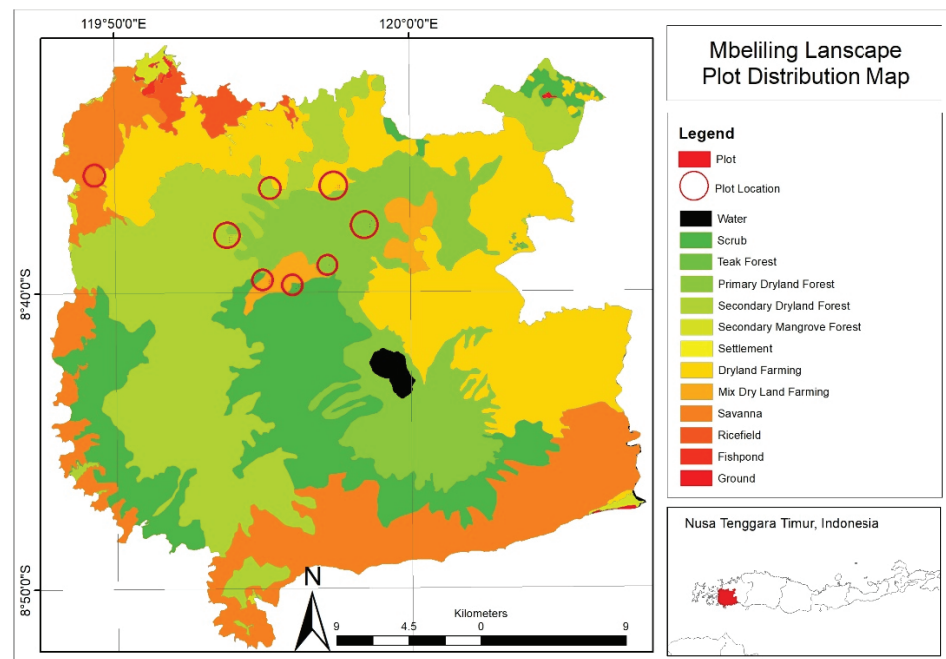 119°50'0"E
120°0'0"E
8°40'0"S
8°50'0"S
N
Kilometers
9
4.5
0
9
Mbeliling Lanscape
Plot Distribution Map
Legend
Plot
Plot Location
Water
Scrub
Teak Forest
Primary Dryland Forest
Secondary Dryland Forest
Secondary Mangrove Forest
Settlement
Dryland Farming
Mix Dry Land Farming
Savanna
Ricefield
Fishpond
Ground
Nusa Tenggara Timur, Indonesia